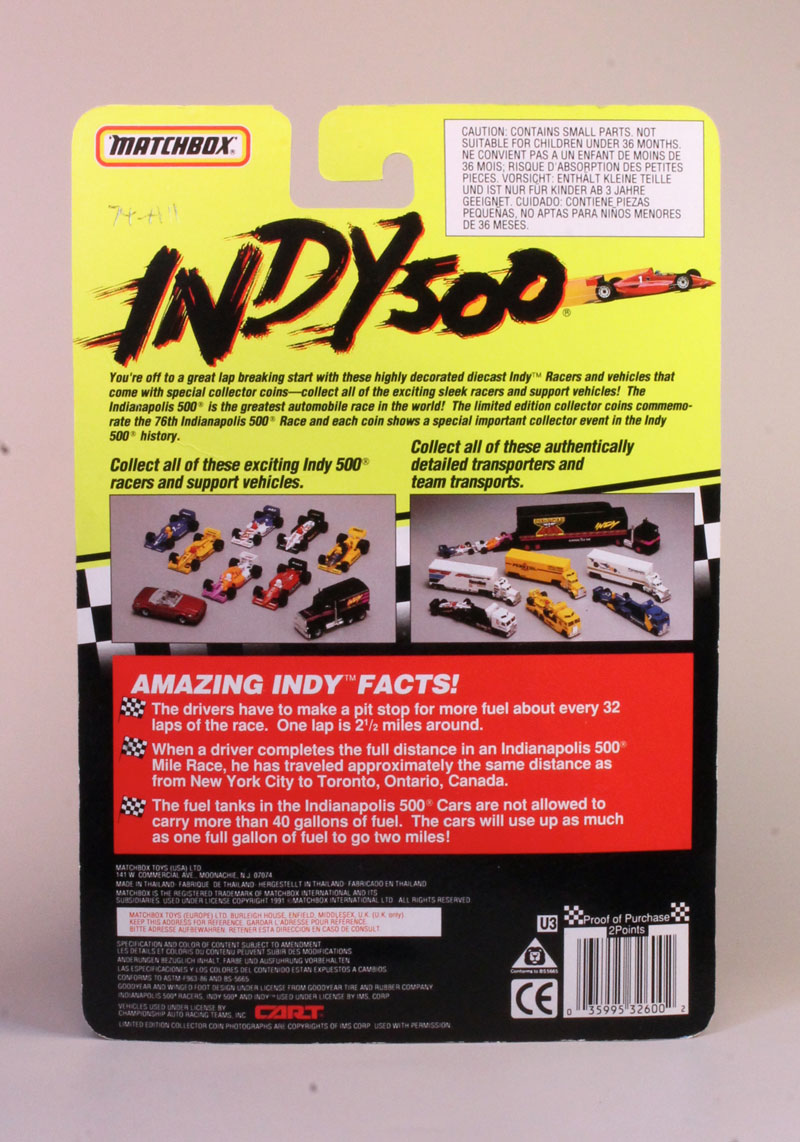 MATCHBOX®
CAUTION: CONTAINS SMALL PARTS. NOT
SUITABLE FOR CHILDREN UNDER 36 MONTHS.
NE CONVIENT PAS A UN ENFANT DE MOINS DE
36 MOIS; RISQUE D'ABSORPTION DES PETITES
PIECES. VORSICHT: ENTHÄLT KLEINE TEILLE
UND IST NUR FÜR KINDER AB 3 JAHRE
GEEIGNET. CUIDADO: CONTIENE PIEZAS
PEQUEÑAS, NO APTAS PARA NIÑOS MENORES
DE 36 MESES.
INDY 500®
You're off to a great lap breaking start with these highly decorated diecast Indy™ Racers and vehicles that
come with special collector coins—collect all of the exciting sleek racers and support vehicles! The
Indianapolis 500® is the greatest automobile race in the world! The limited edition collector coins commemo-
rate the 76th Indianapolis 500® Race and each coin shows a special important collector event in the Indy
500® history.
Collect all of these exciting Indy 500®
racers and support vehicles.
Collect all of these authentically
detailed transporters and
team transports.
AMAZING INDY™ FACTS!
The drivers have to make a pit stop for more fuel about every 32
laps of the race. One lap is 2½ miles around.
When a driver completes the full distance in an Indianapolis 500®
Mile Race, he has traveled approximately the same distance as
from New York City to Toronto, Ontario, Canada.
The fuel tanks in the Indianapolis 500® Cars are not allowed to
carry more than 40 gallons of fuel. The cars will use up as much
as one full gallon of fuel to go two miles!
MATCHBOX TOYS (USA) LTD.
141 W. COMMERCIAL AVE., MOONACHIE, N.J. 07074
MADE IN THAILAND· FABRIQUE DE THAILAND· HERGESTELLT IN THAILAND· FABRICADO EN THAILAND
MATCHBOX IS THE REGISTERED TRADEMARK OF MATCHBOX INTERNATIONAL AND ITS
SUBSIDIARIES. USED UNDER LICENSE COPYRIGHT 1991 ©MATCHBOX INTERNATIONAL LTD. ALL RIGHTS RESERVED.
MATCHBOX TOYS (EUROPE) LTD. BURLEIGH HOUSE, ENFIELD, MIDDLESEX, U.K. (U.K. only)
KEEP THIS ADDRESS FOR REFERENCE. GARDAR L'ADRESSE POUR REFERENCE.
BITTE ADRESSE AUFBEWAHREN. RETENER ESTA DIRECCION EN CASO DE CONSULT.
SPECIFICATION AND COLOR OF CONTENT SUBJECT TO AMENDMENT
LES DETAILS ET COLORIS DU CONTENU PEUVENT SUBIR DES MODIFICATIONS
ANDERUNGEN BEZUGLICH INHALT, FARBE UND AUSFUHRUNG VORBEHALTEN
LAS ESPECIFICACIONES Y LOS COLORES DEL CONTENIDO ESTAN EXPUESTOS A CAMBIOS
CONFORMS TO ASTM F963-86 AND BS-5665
GOODYEAR AND WINGED FOOT DESIGN UNDER LICENSE FROM GOODYEAR TIRE AND RUBBER COMPANY
INDIANAPOLIS 500® RACERS, INDY 500® AND INDY™ USED UNDER LICENSE BY IMS. CORP.
VEHICLES USED UNDER LICENSE BY
CHAMPIONSHIP AUTO RACING TEAMS, INC.
CART
LIMITED EDITION COLLECTOR COIN PHOTOGRAPHS ARE COPYRIGHTS OF IMS CORP. USED WITH PERMISSION.
U3
Proof of Purchase
2Points
Conforms to BS 5665
CE
0 35995 32600 2